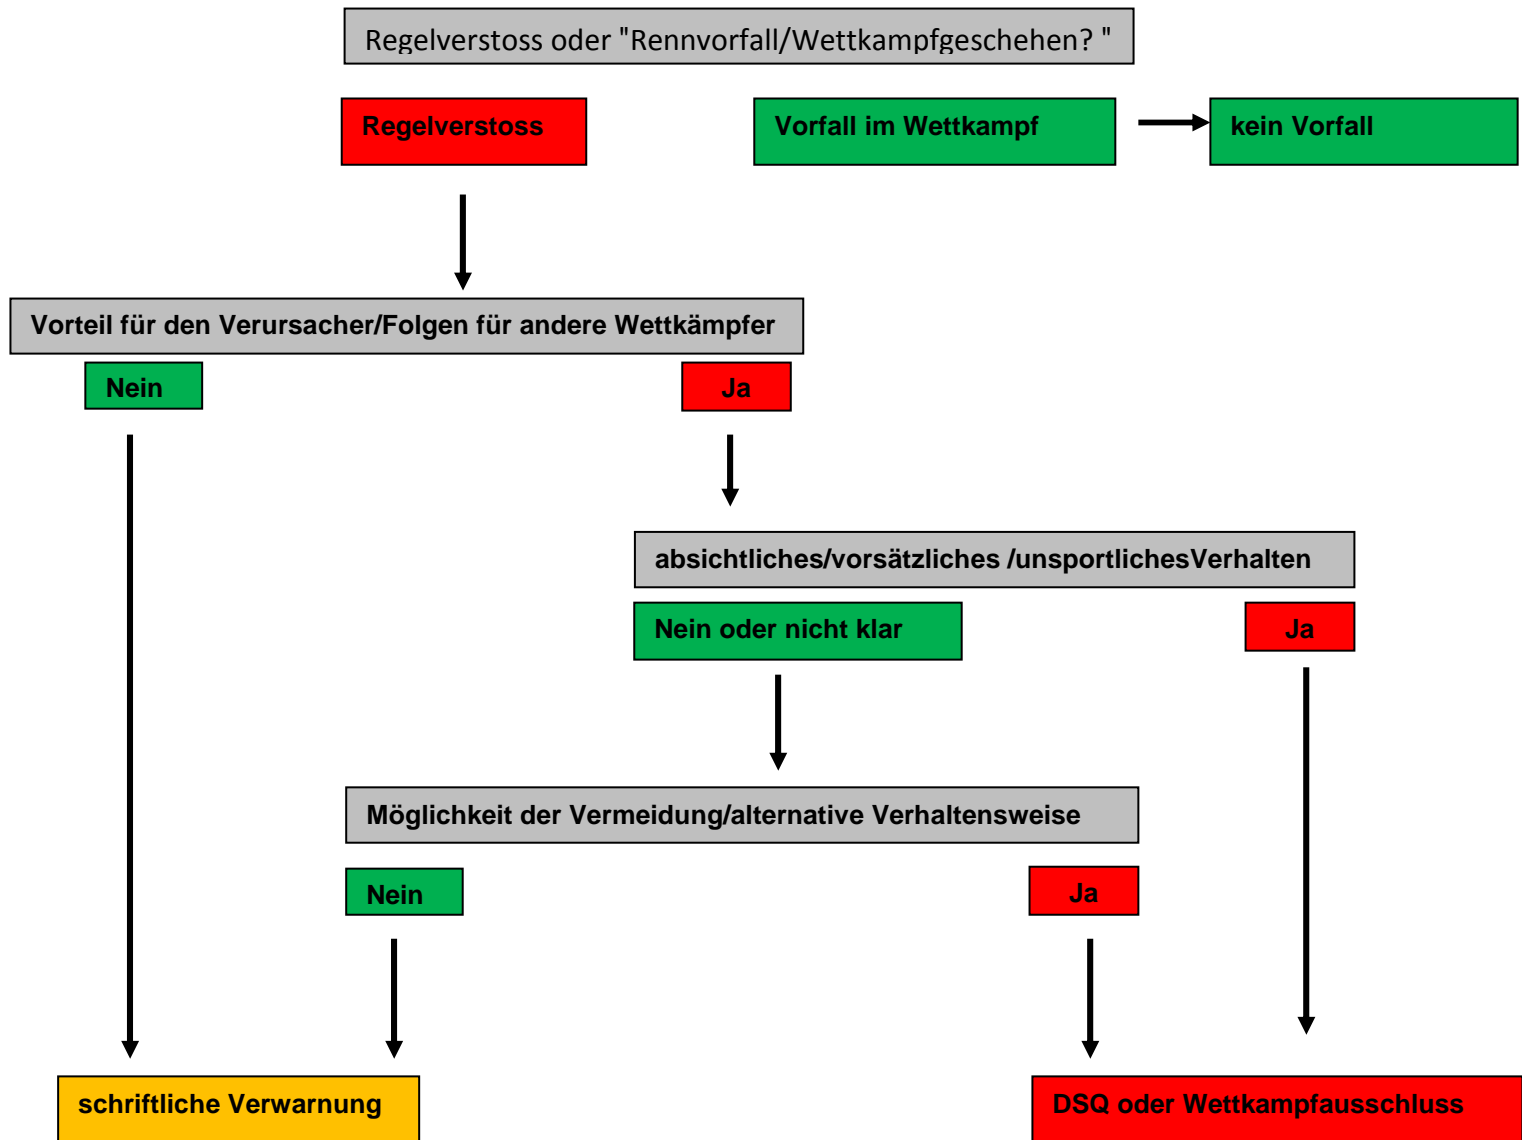 Regelverstoss oder "Rennvorfall/Wettkampfgeschehen? "
Regelverstoss
Vorfall im Wettkampf
kein Vorfall
Vorteil für den Verursacher/Folgen für andere Wettkämpfer
Nein
Ja
absichtliches/vorsätzliches /unsportlichesVerhalten
Nein oder nicht klar
Ja
Möglichkeit der Vermeidung/alternative Verhaltensweise
Nein
Ja
schriftliche Verwarnung
DSQ oder Wettkampfausschluss